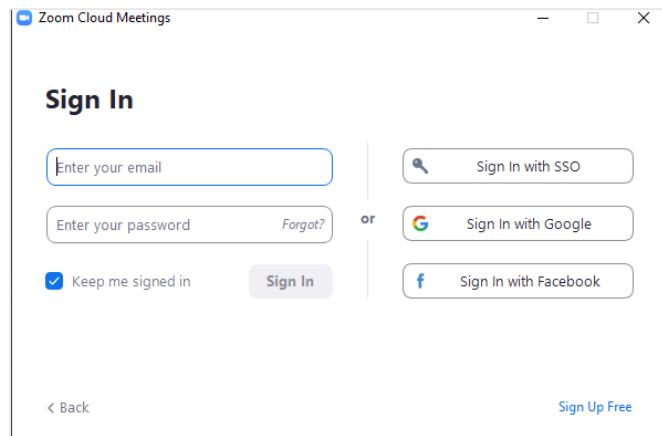 Zoom Cloud Meetings
Sign In
Enter your email
Enter your password Forgot?
Keep me signed in Sign In
or
Sign In with SSO
Sign In with Google
Sign In with Facebook
Back
Sign Up Free